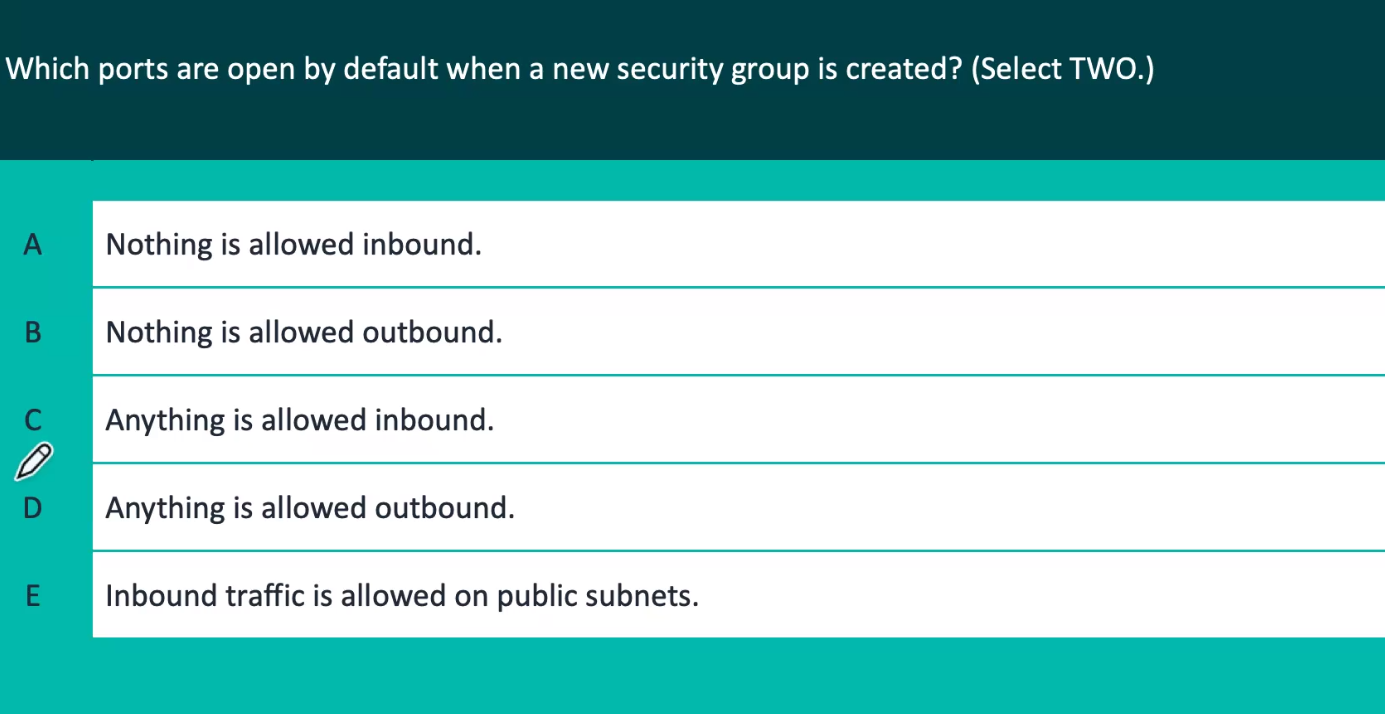 Which ports are open by default when a new security group is created? (Select TWO.)
A Nothing is allowed inbound.
B Nothing is allowed outbound.
C Anything is allowed inbound.
D Anything is allowed outbound.
E Inbound traffic is allowed on public subnets.